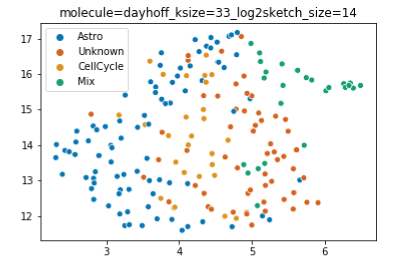 molecule=dayhoff_ksize=33_log2sketch_size=14
17
16
15
14
13
12
Astro
Unknown
CellCycle
Mix
3
4
5
6